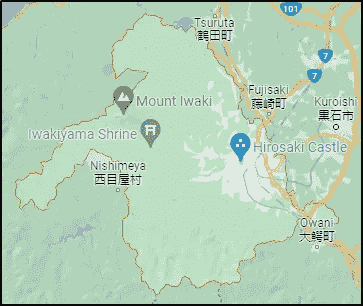 101
Tsuruta
鶴田町
7
Fujisaki
藤崎町
7
Kuroishi
黒石市
Mount Iwaki
Iwakiyama Shrine
Hirosaki Castle
Nishimeya
西目屋村
Owani
大鰐町